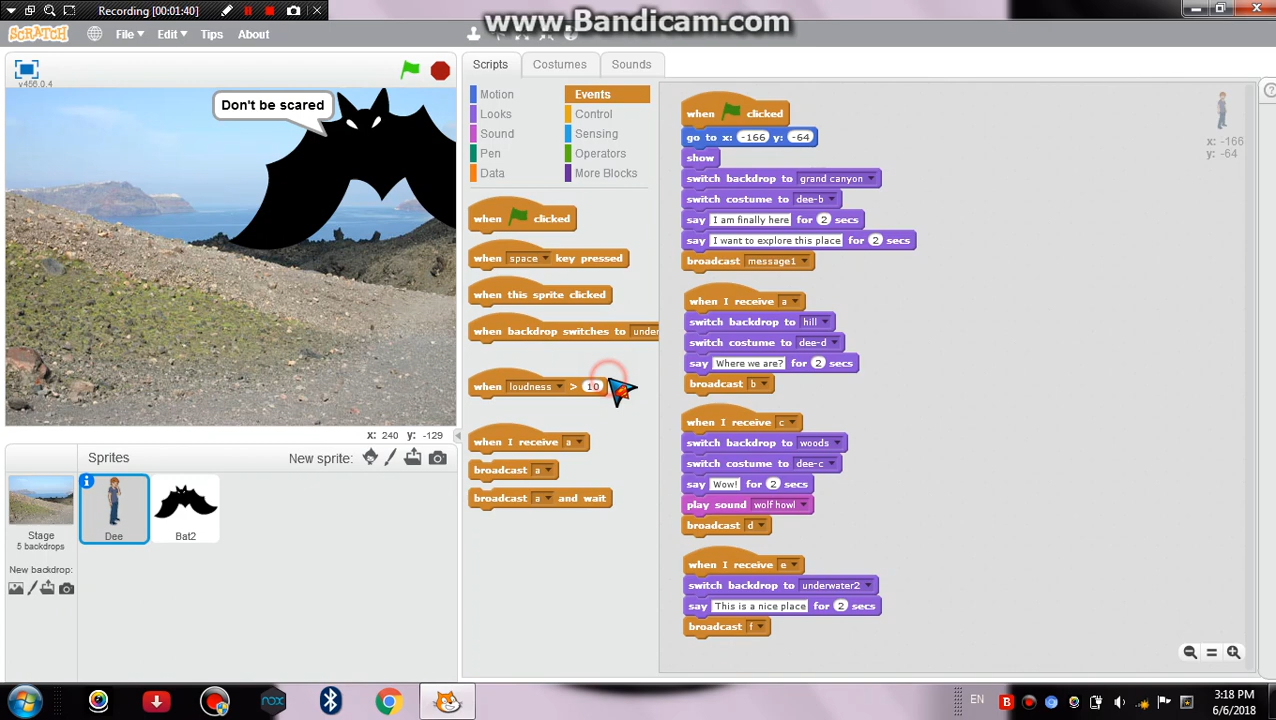 Recording [00:01:40]
www.Bandicam.com
SCRATCH File Edit Tips About
v456.0.4
Don't be scared
x: 240 y: -129
Sprites New sprite:
Stage
5 backdrops
Dee
Bat2
New backdrop:
Scripts Costumes Sounds
Motion Events
Looks Control
Sound Sensing
Pen Operators
Data More Blocks
when clicked
when space key pressed
when this sprite clicked
when backdrop switches to under
when loudness > 10
when I receive a
broadcast a
broadcast a and wait
when clicked
go to x: -166 y: -64
show
switch backdrop to grand canyon
switch costume to dee-b
say I am finally here for 2 secs
say I want to explore this place for 2 secs
broadcast message1
when I receive a
switch backdrop to hill
switch costume to dee-d
say Where we are? for 2 secs
broadcast b
when I receive c
switch backdrop to woods
switch costume to dee-c
say Wow! for 2 secs
play sound wolf howl
broadcast d
when I receive e
switch backdrop to underwater2
say This is a nice place for 2 secs
broadcast f
x: -166
y: -64
nox
EN
3:18 PM
6/6/2018